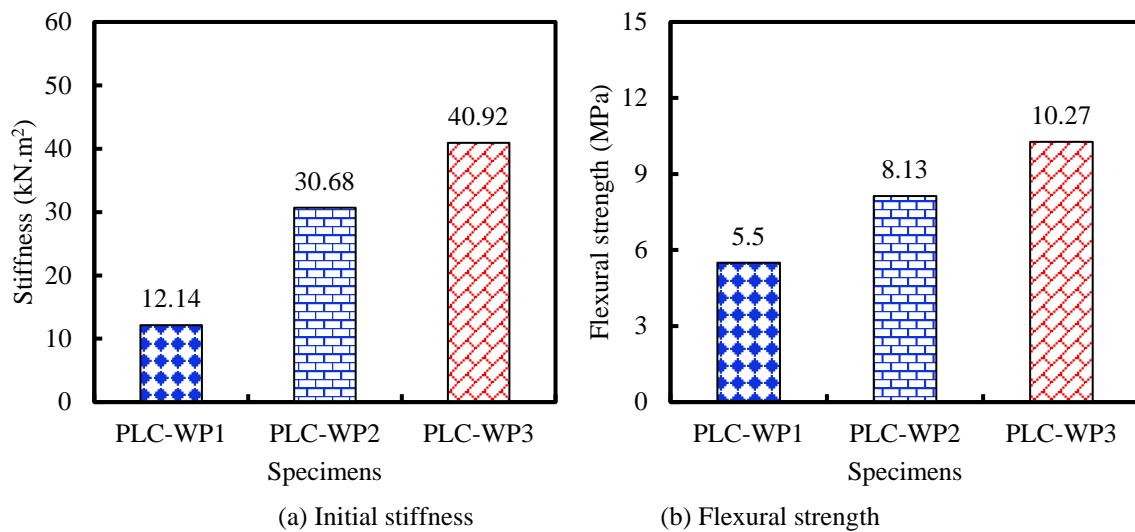 60
50
40
30
20
10
0
Stiffness (kN.m²)
12.14
30.68
40.92
PLC-WP1 PLC-WP2 PLC-WP3
Specimens
(a) Initial stiffness
15
12
9
6
3
0
Flexural strength (MPa)
5.5
8.13
10.27
PLC-WP1 PLC-WP2 PLC-WP3
Specimens
(b) Flexural strength